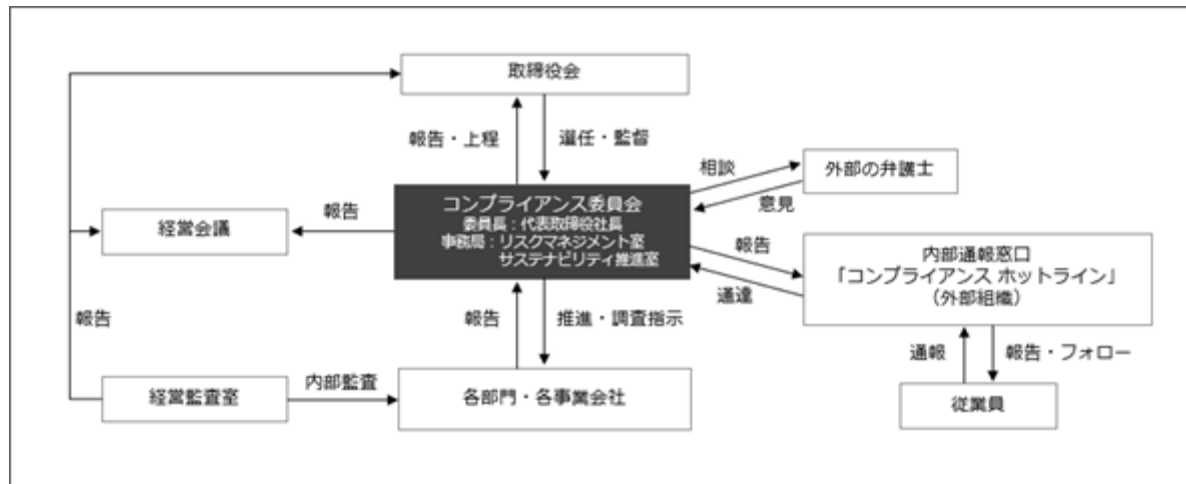 取締役会
報告・上程
選任・監督
コンプライアンス委員会
委員長：代表取締役社長
事務局：リスクマネジメント室
サステナビリティ推進室
相談
意見
外部の弁護士
経営会議
報告
報告
通達
内部通報窓口
「コンプライアンス ホットライン」
（外部組織）
報告
報告
推進・調査指示
通報
報告・フォロー
経営監査室
内部監査
各部門・各事業会社
従業員